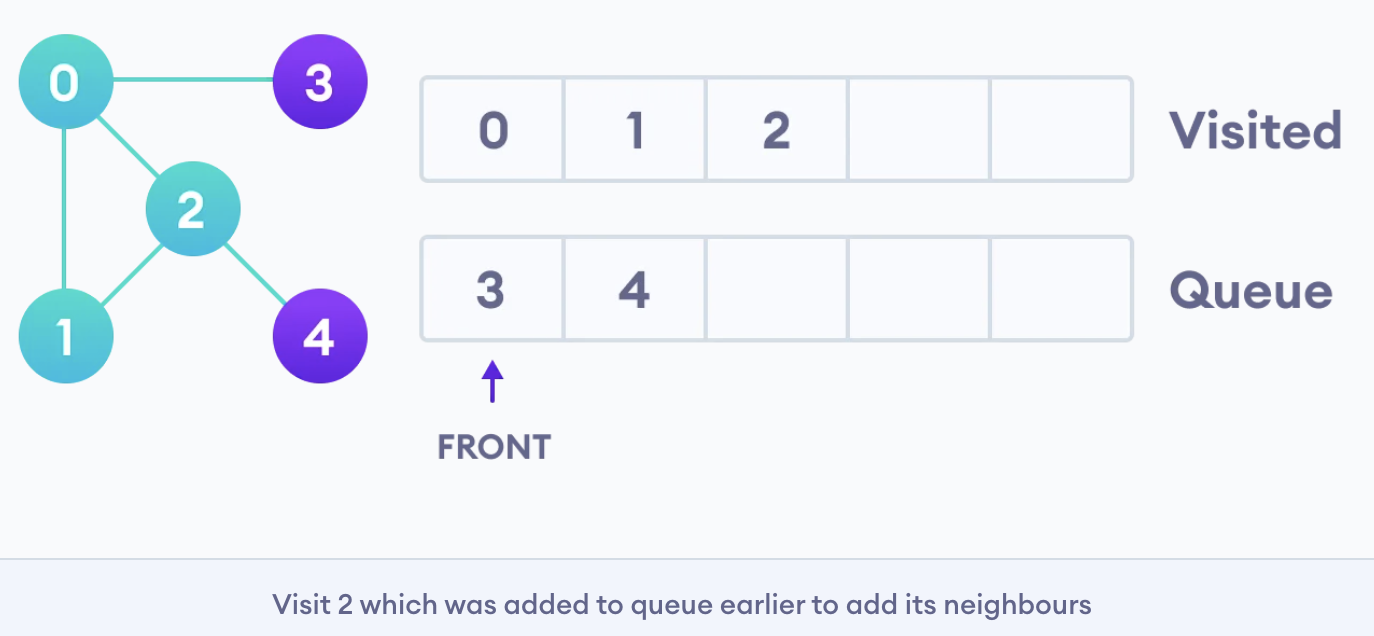 0 3
0 1 2 Visited
2
3 4 Queue
1 4
FRONT
Visit 2 which was added to queue earlier to add its neighbours